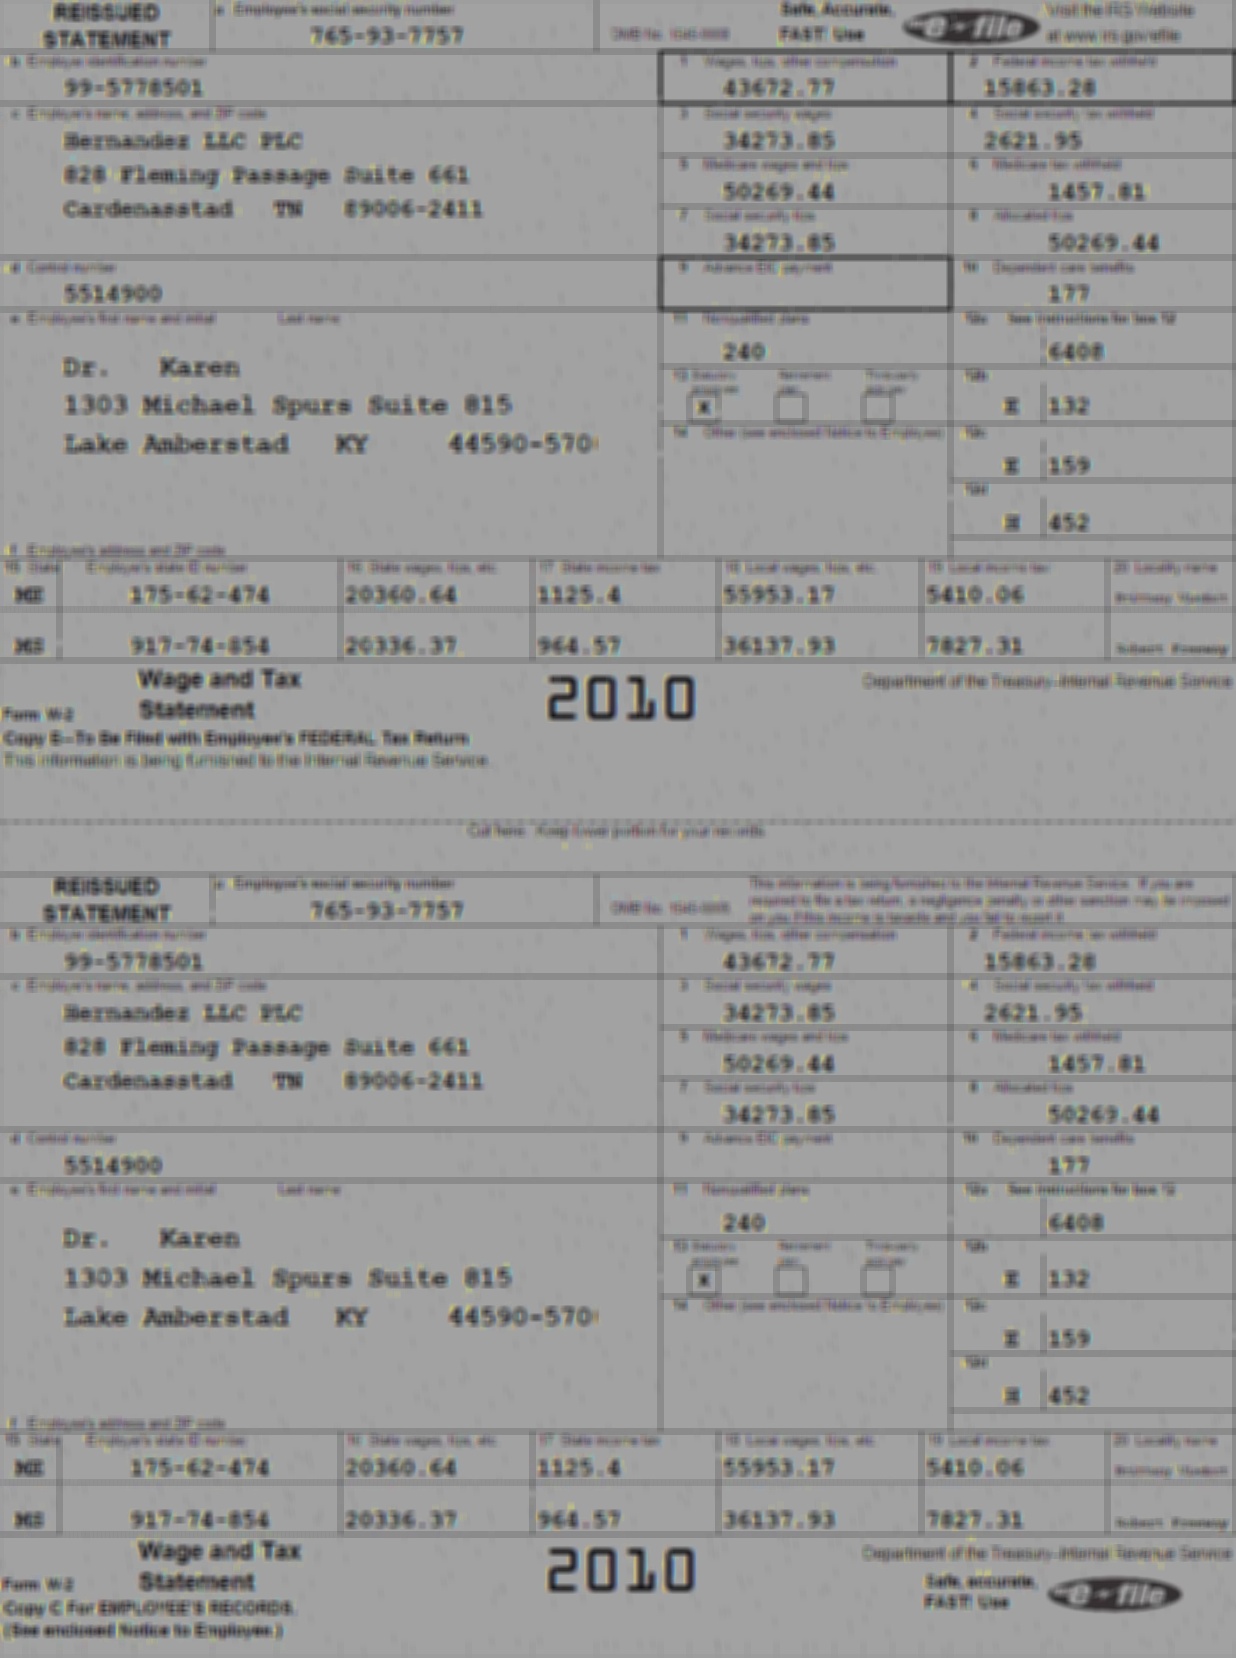 REISSUED STATEMENT
a Employee's social security number
765-93-7757
OMB No. 1545-0008
Safe, Accurate, FAST! Use
e-file
Visit the IRS Website at www.irs.gov/efile
b Employer identification number
99-5778501
1 Wages, tips, other compensation
43672.77
2 Federal income tax withheld
15863.28
c Employer's name, address, and ZIP code
Hernandez LLC PLC
828 Fleming Passage Suite 661
Cardenasstad TN 89006-2411
3 Social security wages
34273.85
4 Social security tax withheld
2621.95
5 Medicare wages and tips
50269.44
6 Medicare tax withheld
1457.81
7 Social security tips
34273.85
8 Allocated tips
50269.44
d Control number
5514900
9 Advance EIC payment
10 Dependent care benefits
177
e Employee's first name and initial Last name
Dr. Karen
1303 Michael Spurs Suite 815
Lake Amberstad KY 44590-570
11 Nonqualified plans
240
12a See instructions for box 12
6408
13
X
12b
E 132
14 Other (see enclosed Notice to Employee)
12c
E 159
12d
H 452
f Employee's address and ZIP code
15 State Employer's state ID number 16 State wages, tips, etc. 17 State income tax 18 Local wages, tips, etc. 19 Local income tax 20 Locality name
ME 175-62-474 20360.64 1125.4 55953.17 5410.06
MS 917-74-854 20336.37 964.57 36137.93 7827.31
Form W-2
Wage and Tax Statement
2010
Department of the Treasury-Internal Revenue Service
Copy B-To Be Filed with Employee's FEDERAL Tax Return
This information is being furnished to the Internal Revenue Service.
Cut here. Keep lower portion for your records.
REISSUED STATEMENT
a Employee's social security number
765-93-7757
OMB No. 1545-0008
This information is being furnished to the Internal Revenue Service. If you are
required to file a tax return, a negligence penalty or other sanction may be imposed
on you if this income is taxable and you fail to report it.
b Employer identification number
99-5778501
1 Wages, tips, other compensation
43672.77
2 Federal income tax withheld
15863.28
c Employer's name, address, and ZIP code
Hernandez LLC PLC
828 Fleming Passage Suite 661
Cardenasstad TN 89006-2411
3 Social security wages
34273.85
4 Social security tax withheld
2621.95
5 Medicare wages and tips
50269.44
6 Medicare tax withheld
1457.81
7 Social security tips
34273.85
8 Allocated tips
50269.44
d Control number
5514900
9 Advance EIC payment
10 Dependent care benefits
177
e Employee's first name and initial Last name
Dr. Karen
1303 Michael Spurs Suite 815
Lake Amberstad KY 44590-570
11 Nonqualified plans
240
12a See instructions for box 12
6408
13
X
12b
E 132
14 Other (see enclosed Notice to Employee)
12c
E 159
12d
H 452
f Employee's address and ZIP code
15 State Employer's state ID number 16 State wages, tips, etc. 17 State income tax 18 Local wages, tips, etc. 19 Local income tax 20 Locality name
ME 175-62-474 20360.64 1125.4 55953.17 5410.06
MS 917-74-854 20336.37 964.57 36137.93 7827.31
Form W-2
Wage and Tax Statement
2010
Department of the Treasury-Internal Revenue Service
Safe, accurate, FAST! Use
e-file
Copy C For EMPLOYEE'S RECORDS.
(See enclosed Notice to Employee.)